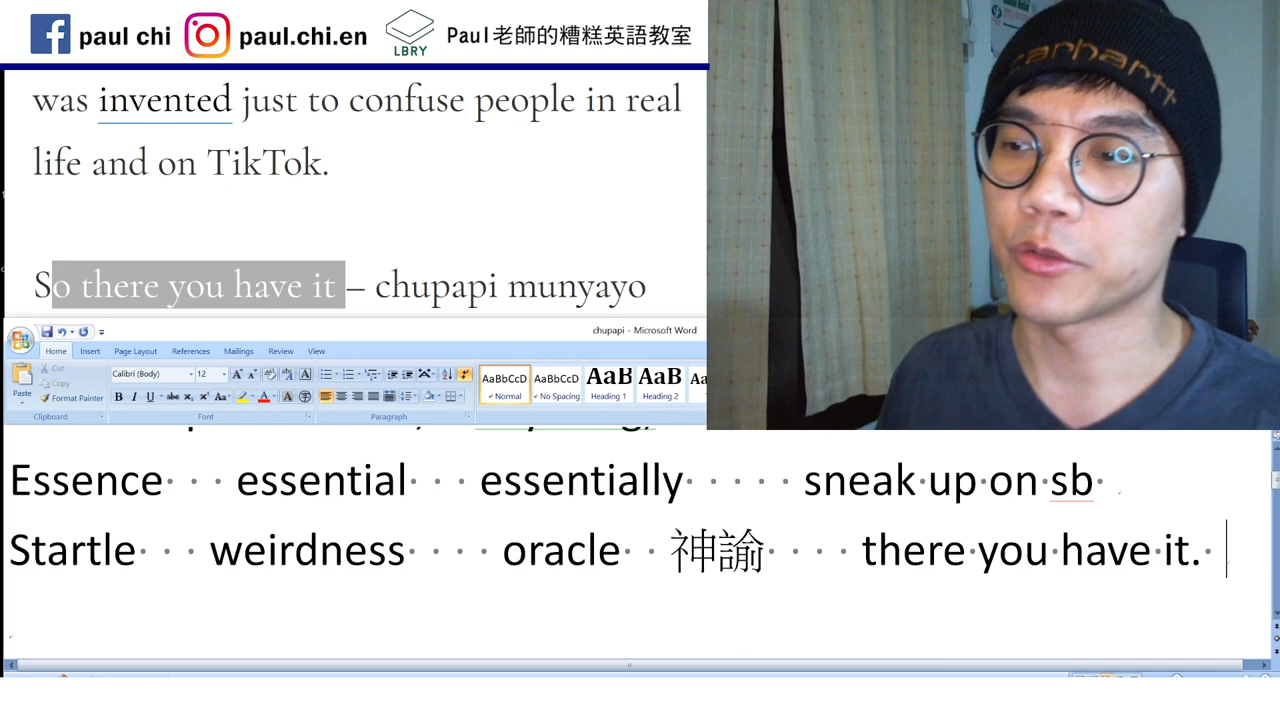 paul chi paul.chi.en LBRY Paul老師的糟糕英語教室
carhartt
was invented just to confuse people in real
life and on TikTok.
So there you have it – chupapi munyayo
chupapi - Microsoft Word
Home Insert Page Layout References Mailings Review View
Cut
Copy
Paste Format Painter
Calibri (Body) 12
AaBbCcD AaBbCcD AaB AaB Aa
Normal No Spacing Heading 1 Heading 2
Clipboard Font Paragraph
Essence essential essentially sneak up on sb
Startle weirdness oracle 神諭 there you have it.